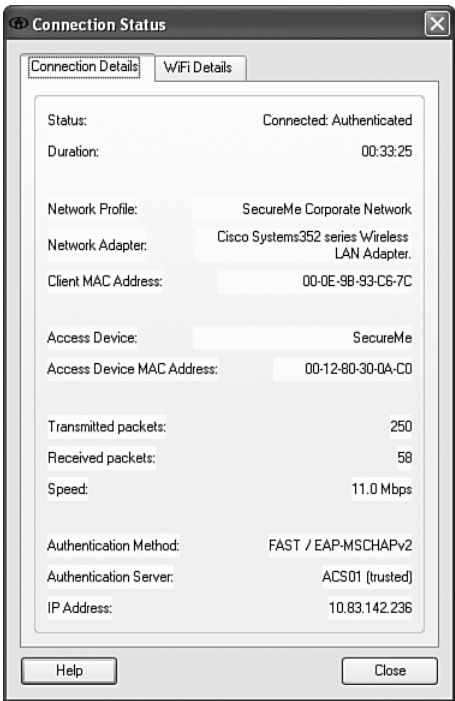 Connection Status
Connection Details WiFi Details
Status: Connected: Authenticated
Duration: 00:33:25
Network Profile: SecureMe Corporate Network
Network Adapter: Cisco Systems352 series Wireless
LAN Adapter.
Client MAC Address: 00-0E-9B-93-C6-7C
Access Device: SecureMe
Access Device MAC Address: 00-12-80-30-0A-C0
Transmitted packets: 250
Received packets: 58
Speed: 11.0 Mbps
Authentication Method: FAST / EAP-MSCHAPv2
Authentication Server: ACS01 (trusted)
IP Address: 10.83.142.236
Help Close